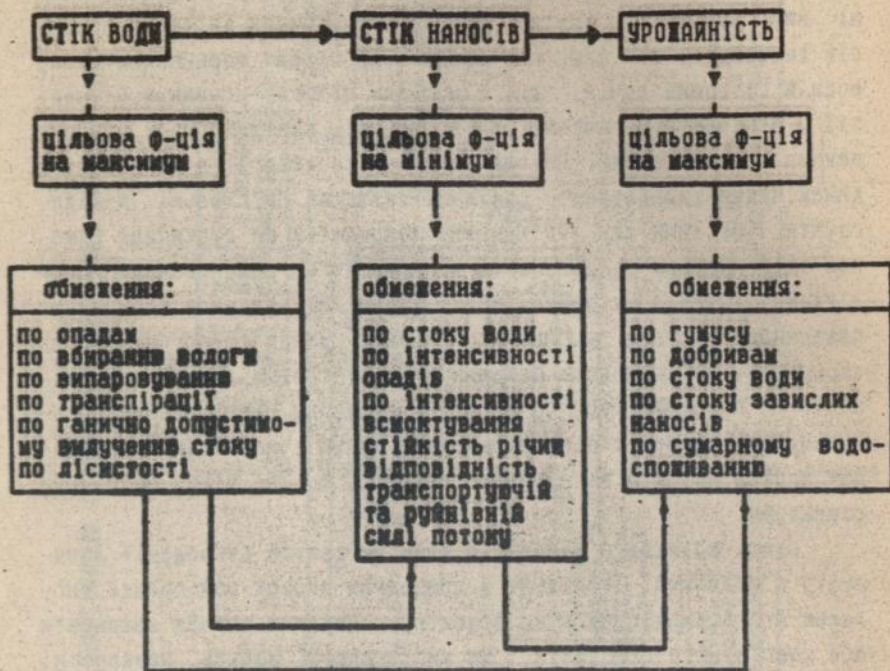 СТІК ВОДИ
СТІК НАНОСІВ
УРОЖАЙНІСТЬ
цільова ф-ція
на максимум
цільова ф-ція
на мінімум
цільова ф-ція
на максимум
обмеження:
по опадам
по вбиранню вологи
по випаровуванню
по транспірації
по ганично допустимо-
му вилученню стоку
по лісистості
обмеження:
по стоку води
по інтенсивності
опадів
по інтенсивності
всмоктування
стійкість річищ
відповідність
транспортуючій
та руйнівній
силі потоку
обмеження:
по гумусу
по добривам
по стоку води
по стоку завислих
наносів
по сумарному водо-
споживанню